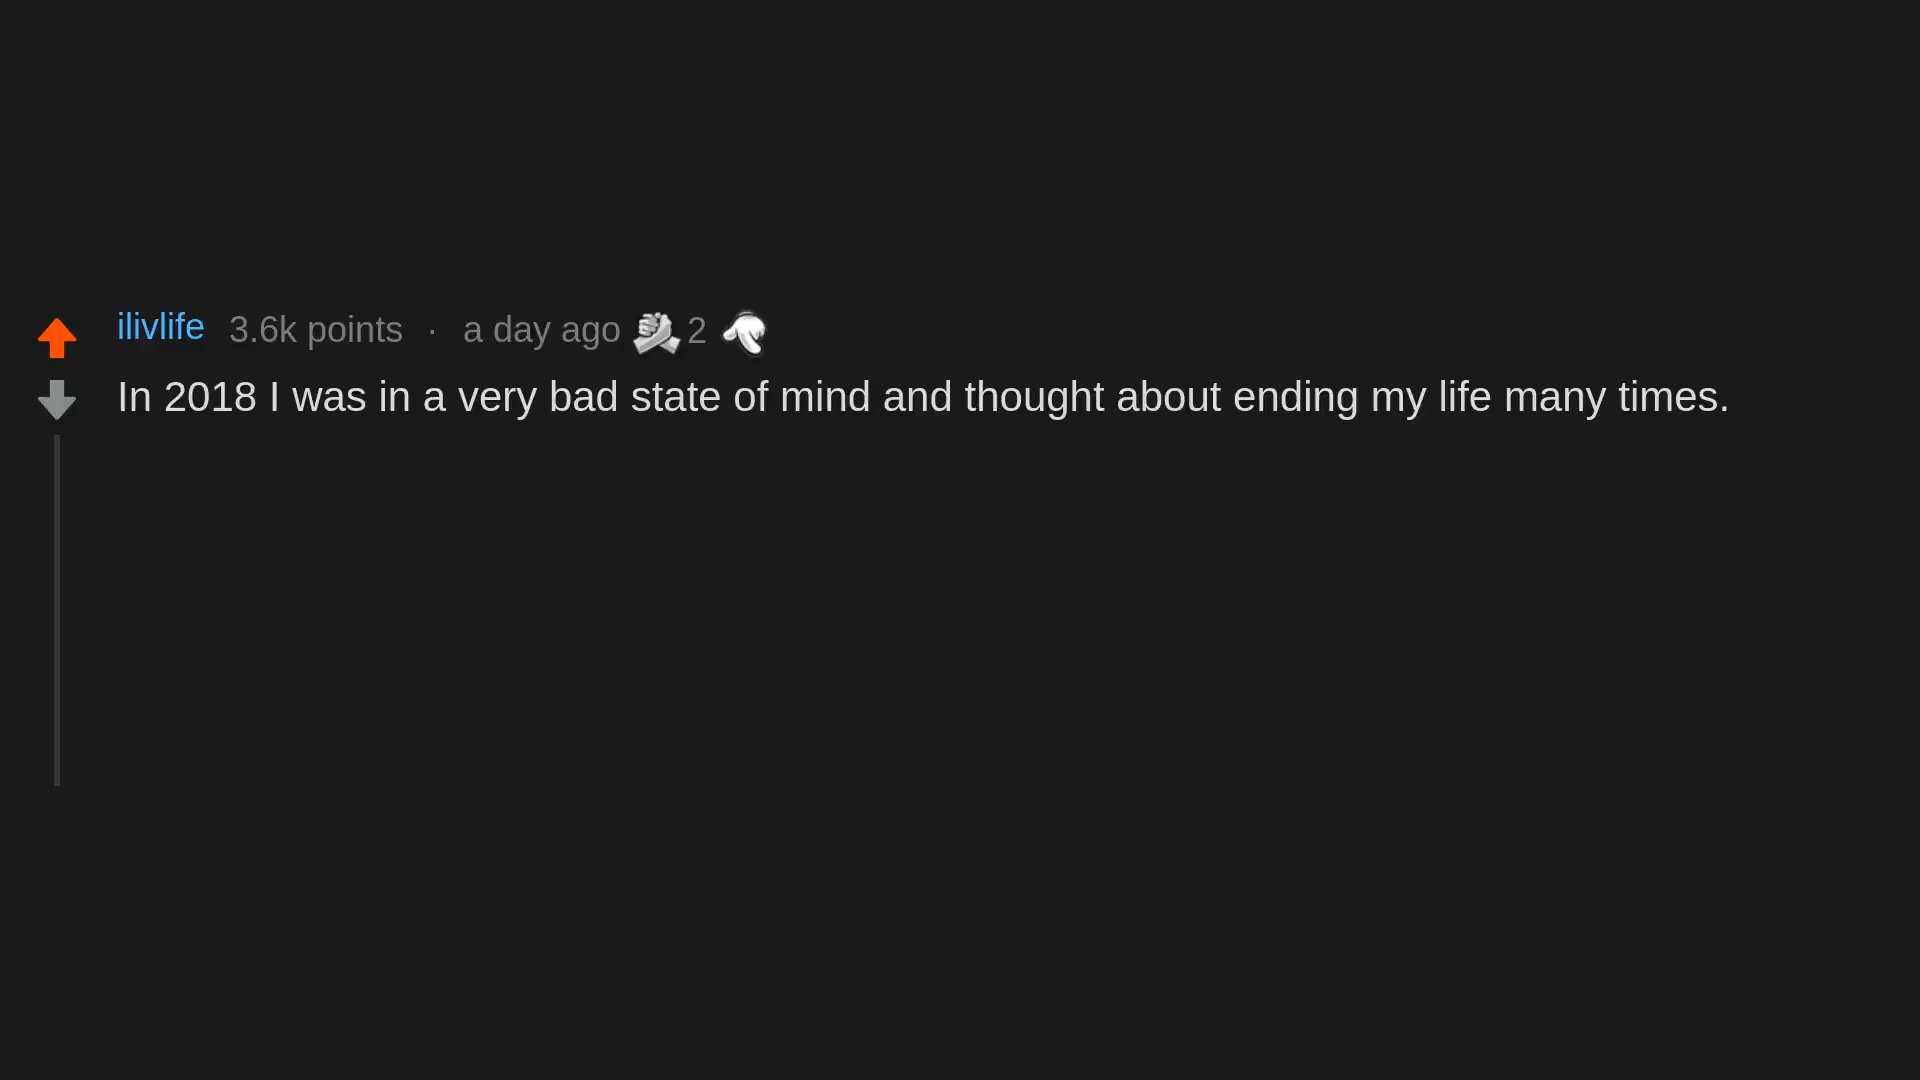 ilivlife 3.6k points · a day ago 2
In 2018 I was in a very bad state of mind and thought about ending my life many times.